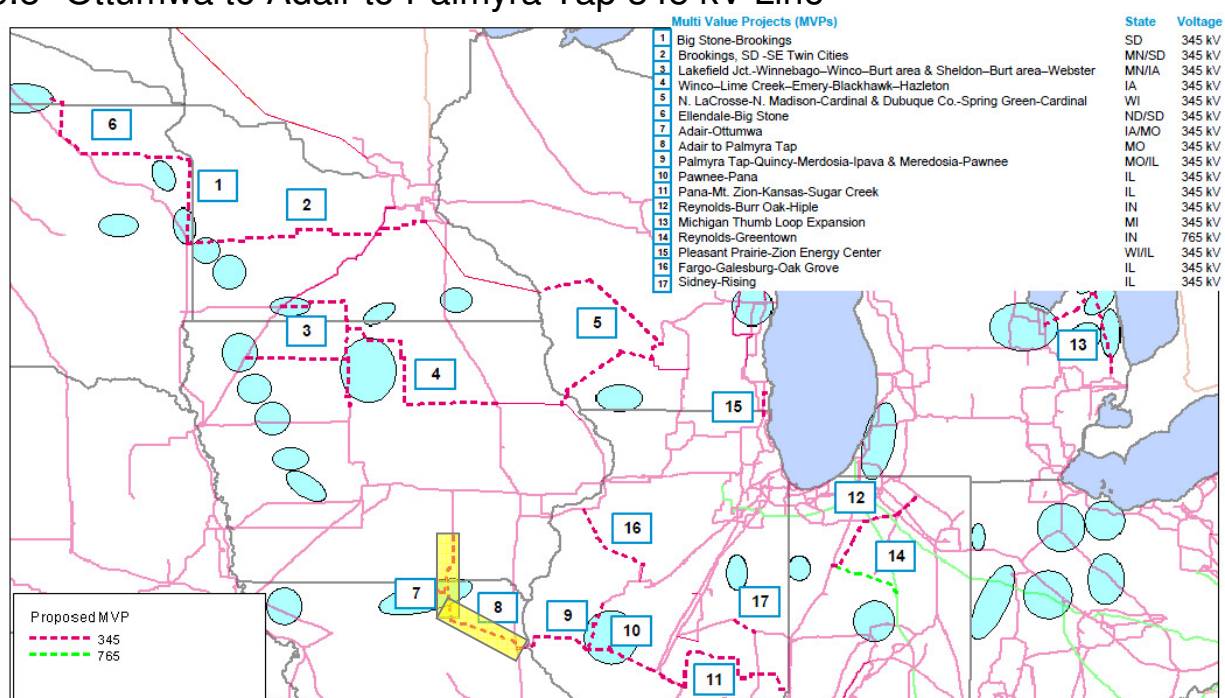 Ottumwa to Adair to Palmyra Tap 345 kV Line
Multi Value Projects (MVPs) State Voltage
1 Big Stone-Brookings SD 345 kV
2 Brookings, SD -SE Twin Cities MN/SD 345 kV
3 Lakefield Jct.-Winnebago–Winco–Burt area & Sheldon–Burt area–Webster MN/IA 345 kV
4 Winco–Lime Creek–Emery-Blackhawk–Hazleton IA 345 kV
5 N. LaCrosse-N. Madison-Cardinal & Dubuque Co.-Spring Green-Cardinal WI 345 kV
6 Ellendale-Big Stone ND/SD 345 kV
7 Adair-Ottumwa IA/MO 345 kV
8 Adair to Palmyra Tap MO 345 kV
9 Palmyra Tap-Quincy-Merdosia-Ipava & Meredosia-Pawnee MO/IL 345 kV
10 Pawnee-Pana IL 345 kV
11 Pana-Mt. Zion-Kansas-Sugar Creek IL 345 kV
12 Reynolds-Burr Oak-Hiple IN 345 kV
13 Michigan Thumb Loop Expansion MI 345 kV
14 Reynolds-Greentown IN 765 kV
15 Pleasant Prairie-Zion Energy Center WI/IL 345 kV
16 Fargo-Galesburg-Oak Grove IL 345 kV
17 Sidney-Rising IL 345 kV
6
1
2
3
5
13
4
15
12
16
14
7
8
9
17
10
11
Proposed MVP
345
765